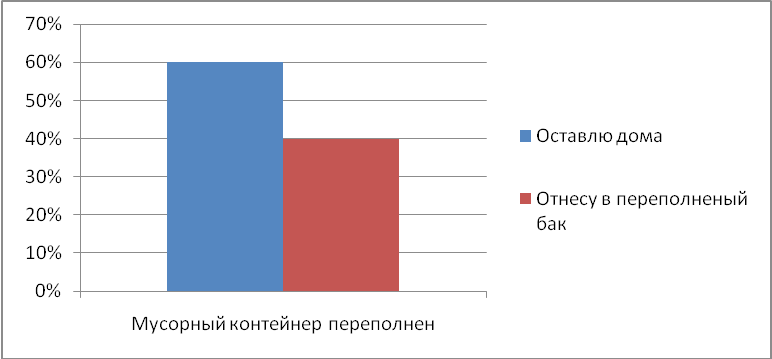 70%
60%
50%
40%
30%
20%
10%
0%
Мусорный контейнер переполнен
Оставлю дома
Отнесу в переполненый
бак